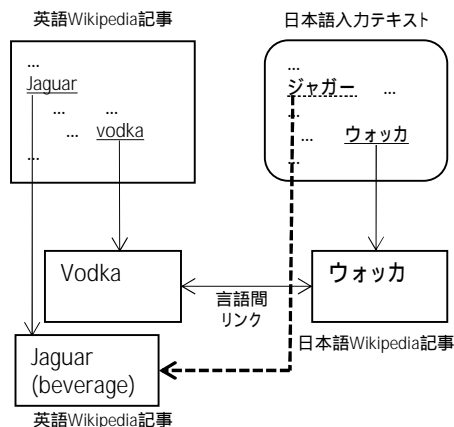 英語Wikipedia記事
...
Jaguar
... ...
... vodka
...
日本語入力テキスト
...
ジャガー ...
...
... ウォッカ
...
Vodka
言語間
リンク
ウォッカ
日本語Wikipedia記事
Jaguar
(beverage)
英語Wikipedia記事